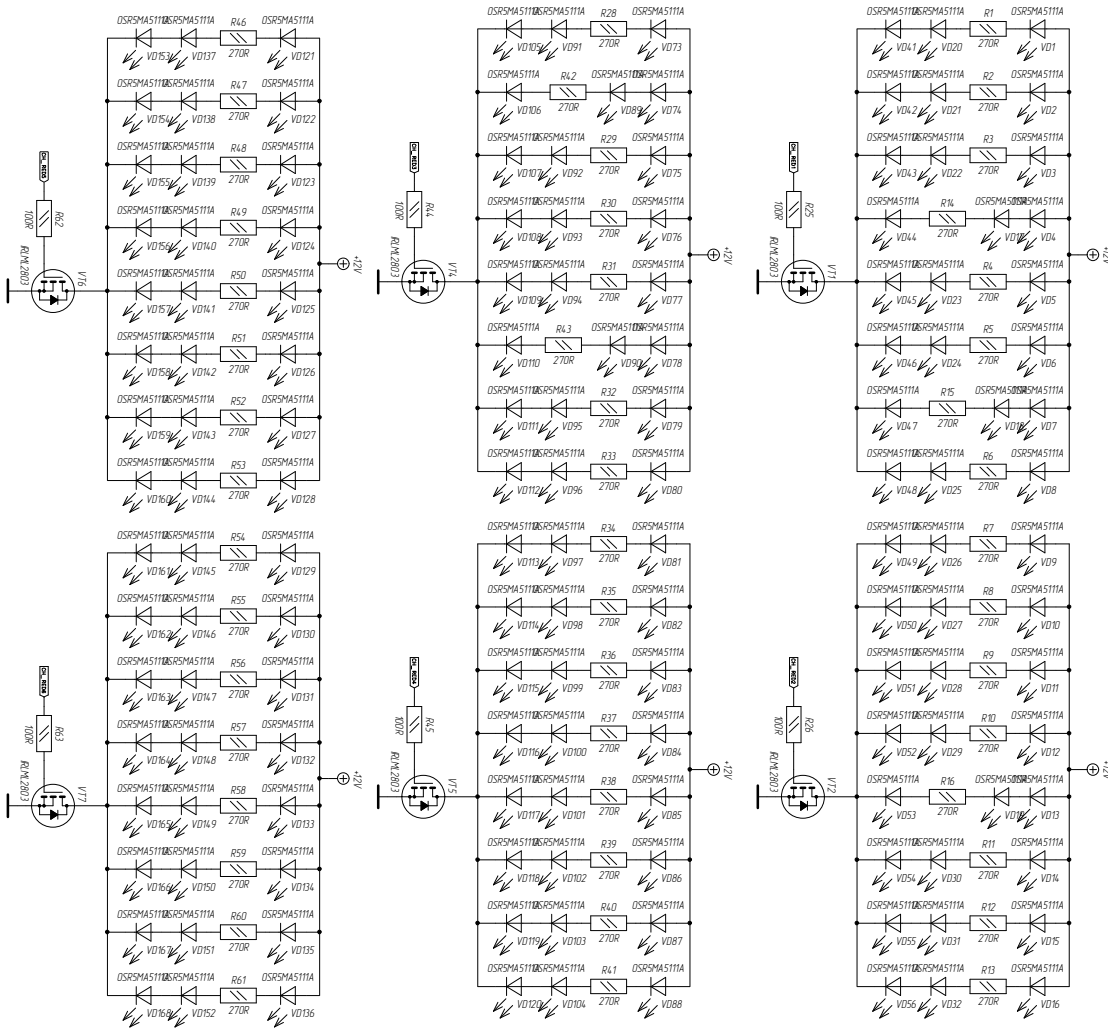 OSR5MA5111A OSR5MA5111A R46 OSR5MA5111A
270R
VD153 VD137 VD121
OSR5MA5111A OSR5MA5111A R47 OSR5MA5111A
270R
VD154 VD138 VD122
OSR5MA5111A OSR5MA5111A R48 OSR5MA5111A
270R
VD155 VD139 VD123
OSR5MA5111A OSR5MA5111A R49 OSR5MA5111A
270R
VD156 VD140 VD124
OSR5MA5111A OSR5MA5111A R50 OSR5MA5111A
270R
VD157 VD141 VD125
OSR5MA5111A OSR5MA5111A R51 OSR5MA5111A
270R
VD158 VD142 VD126
OSR5MA5111A OSR5MA5111A R52 OSR5MA5111A
270R
VD159 VD143 VD127
OSR5MA5111A OSR5MA5111A R53 OSR5MA5111A
270R
VD160 VD144 VD128
CH_RED5
R62
100R
IRLML2803
VT6
+12V
OSR5MA5111A OSR5MA5111A R28 OSR5MA5111A
270R
VD105 VD91 VD73
OSR5MA5111A R42 OSR5MA5111A OSR5MA5111A
270R
VD106 VD89 VD74
OSR5MA5111A OSR5MA5111A R29 OSR5MA5111A
270R
VD107 VD92 VD75
OSR5MA5111A OSR5MA5111A R30 OSR5MA5111A
270R
VD108 VD93 VD76
OSR5MA5111A OSR5MA5111A R31 OSR5MA5111A
270R
VD109 VD94 VD77
OSR5MA5111A R43 OSR5MA5111A OSR5MA5111A
270R
VD110 VD90 VD78
OSR5MA5111A OSR5MA5111A R32 OSR5MA5111A
270R
VD111 VD95 VD79
OSR5MA5111A OSR5MA5111A R33 OSR5MA5111A
270R
VD112 VD96 VD80
CH_RED3
R44
100R
IRLML2803
VT4
+12V
OSR5MA5111A OSR5MA5111A R1 OSR5MA5111A
270R
VD41 VD20 VD1
OSR5MA5111A OSR5MA5111A R2 OSR5MA5111A
270R
VD42 VD21 VD2
OSR5MA5111A OSR5MA5111A R3 OSR5MA5111A
270R
VD43 VD22 VD3
OSR5MA5111A R14 OSR5MA5111A OSR5MA5111A
270R
VD44 VD4
OSR5MA5111A OSR5MA5111A R4 OSR5MA5111A
270R
VD45 VD23 VD5
OSR5MA5111A OSR5MA5111A R5 OSR5MA5111A
270R
VD46 VD24 VD6
OSR5MA5111A R15 OSR5MA5111A OSR5MA5111A
270R
VD47 VD7
OSR5MA5111A OSR5MA5111A R6 OSR5MA5111A
270R
VD48 VD25 VD8
CH_RED1
R25
100R
IRLML2803
VT1
+12V
OSR5MA5111A OSR5MA5111A R54 OSR5MA5111A
270R
VD161 VD145 VD129
OSR5MA5111A OSR5MA5111A R55 OSR5MA5111A
270R
VD162 VD146 VD130
OSR5MA5111A OSR5MA5111A R56 OSR5MA5111A
270R
VD163 VD147 VD131
OSR5MA5111A OSR5MA5111A R57 OSR5MA5111A
270R
VD164 VD148 VD132
OSR5MA5111A OSR5MA5111A R58 OSR5MA5111A
270R
VD165 VD149 VD133
OSR5MA5111A OSR5MA5111A R59 OSR5MA5111A
270R
VD166 VD150 VD134
OSR5MA5111A OSR5MA5111A R60 OSR5MA5111A
270R
VD167 VD151 VD135
OSR5MA5111A OSR5MA5111A R61 OSR5MA5111A
270R
VD168 VD152 VD136
CH_RED6
R63
100R
IRLML2803
VT7
+12V
OSR5MA5111A OSR5MA5111A R34 OSR5MA5111A
270R
VD113 VD97 VD81
OSR5MA5111A OSR5MA5111A R35 OSR5MA5111A
270R
VD114 VD98 VD82
OSR5MA5111A OSR5MA5111A R36 OSR5MA5111A
270R
VD115 VD99 VD83
OSR5MA5111A OSR5MA5111A R37 OSR5MA5111A
270R
VD116 VD100 VD84
OSR5MA5111A OSR5MA5111A R38 OSR5MA5111A
270R
VD117 VD101 VD85
OSR5MA5111A OSR5MA5111A R39 OSR5MA5111A
270R
VD118 VD102 VD86
OSR5MA5111A OSR5MA5111A R40 OSR5MA5111A
270R
VD119 VD103 VD87
OSR5MA5111A OSR5MA5111A R41 OSR5MA5111A
270R
VD120 VD104 VD88
CH_RED4
R45
100R
IRLML2803
VT5
+12V
OSR5MA5111A OSR5MA5111A R7 OSR5MA5111A
270R
VD49 VD26 VD9
OSR5MA5111A OSR5MA5111A R8 OSR5MA5111A
270R
VD50 VD27 VD10
OSR5MA5111A OSR5MA5111A R9 OSR5MA5111A
270R
VD51 VD28 VD11
OSR5MA5111A OSR5MA5111A R10 OSR5MA5111A
270R
VD52 VD29 VD12
OSR5MA5111A R16 OSR5MA5111A OSR5MA5111A
270R
VD53 VD13
OSR5MA5111A OSR5MA5111A R11 OSR5MA5111A
270R
VD54 VD30 VD14
OSR5MA5111A OSR5MA5111A R12 OSR5MA5111A
270R
VD55 VD31 VD15
OSR5MA5111A OSR5MA5111A R13 OSR5MA5111A
270R
VD56 VD32 VD16
CH_RED2
R26
100R
IRLML2803
VT2
+12V